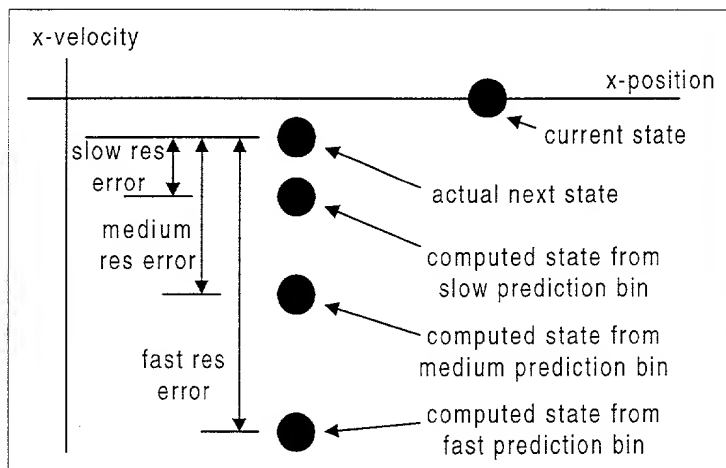 x-velocity
x-position
current state
slow res
error
actual next state
medium
res error
computed state from
slow prediction bin
computed state from
medium prediction bin
fast res
error
computed state from
fast prediction bin